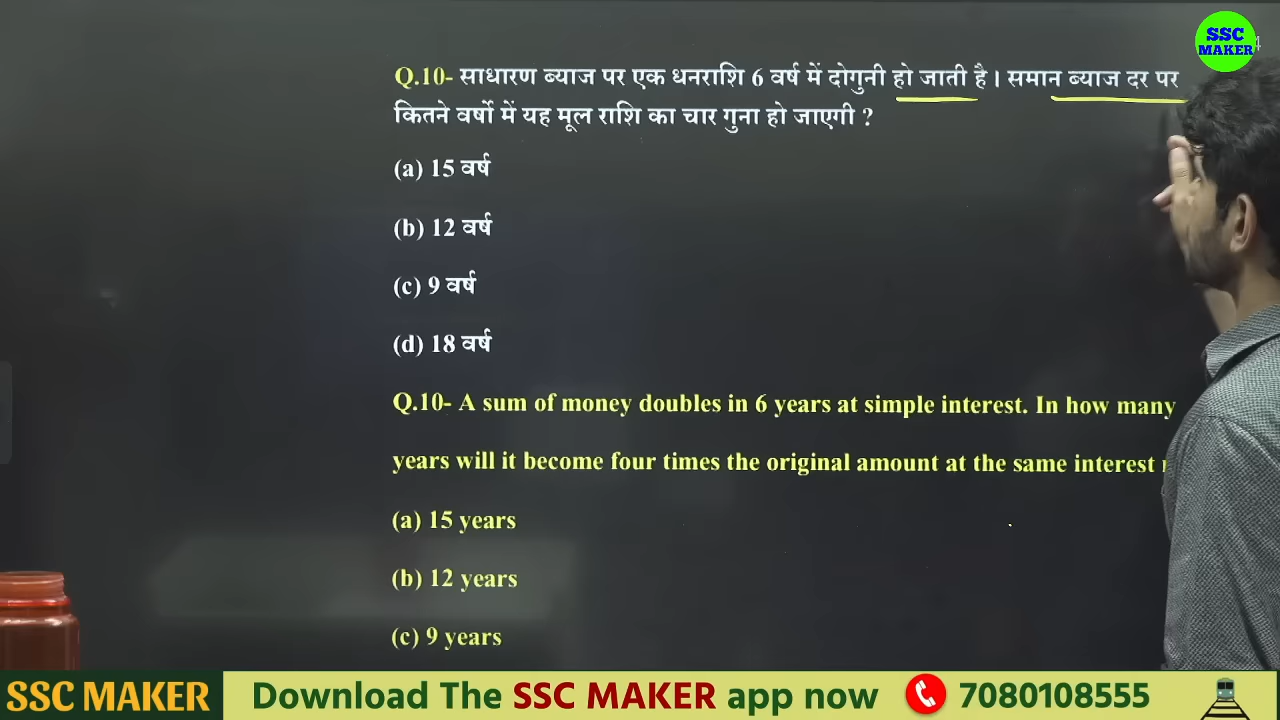 SSC
MAKER
Q.10- साधारण ब्याज पर एक धनराशि 6 वर्ष में दोगुनी हो जाती है। समान ब्याज दर पर
कितने वर्षो में यह मूल राशि का चार गुना हो जाएगी ?
(a) 15 वर्ष
(b) 12 वर्ष
(c) 9 वर्ष
(d) 18 वर्ष
Q.10- A sum of money doubles in 6 years at simple interest. In how many
years will it become four times the original amount at the same interest
(a) 15 years
(b) 12 years
(c) 9 years
SSC MAKER Download The SSC MAKER app now 7080108555